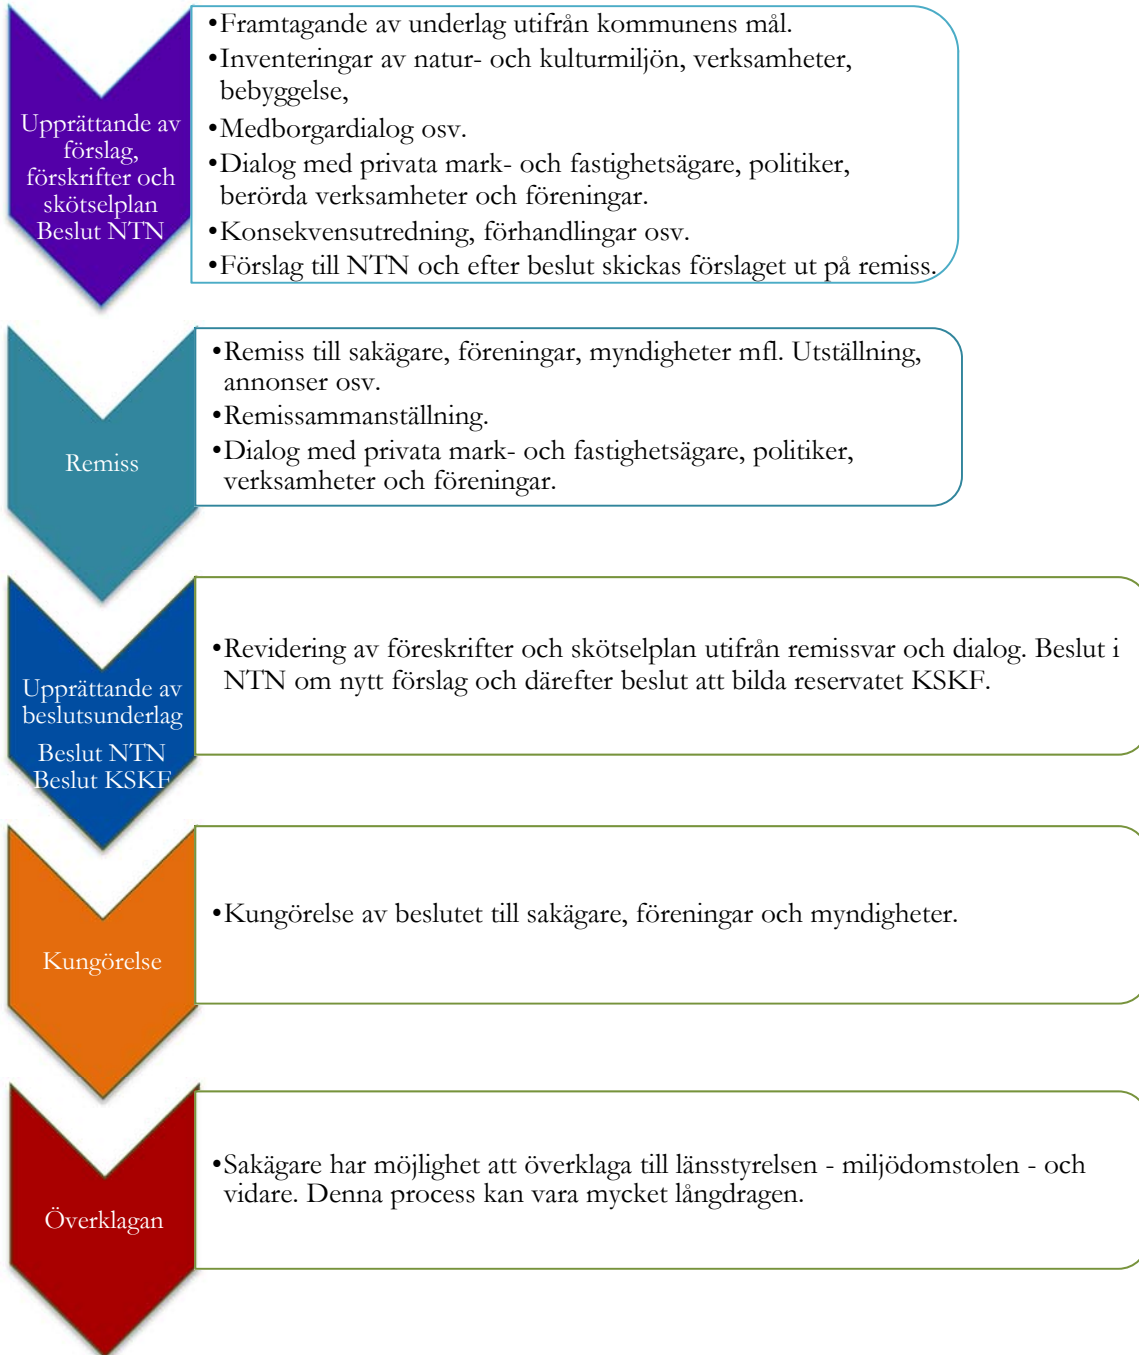 Upprättande av
förslag,
förskrifter och
skötselplan
Beslut NTN
•Framtagande av underlag utifrån kommunens mål.
•Inventeringar av natur- och kulturmiljön, verksamheter,
bebyggelse,
•Medborgardialog osv.
•Dialog med privata mark- och fastighetsägare, politiker,
berörda verksamheter och föreningar.
•Konsekvensutredning, förhandlingar osv.
•Förslag till NTN och efter beslut skickas förslaget ut på remiss.
Remiss
•Remiss till sakägare, föreningar, myndigheter mfl. Utställning,
annonser osv.
•Remissammanställning.
•Dialog med privata mark- och fastighetsägare, politiker,
verksamheter och föreningar.
Upprättande av
beslutsunderlag
Beslut NTN
Beslut KSKF
•Revidering av föreskrifter och skötselplan utifrån remissvar och dialog. Beslut i
NTN om nytt förslag och därefter beslut att bilda reservatet KSKF.
Kungörelse
•Kungörelse av beslutet till sakägare, föreningar och myndigheter.
Överklagan
•Sakägare har möjlighet att överklaga till länsstyrelsen - miljödomstolen - och
vidare. Denna process kan vara mycket långdragen.